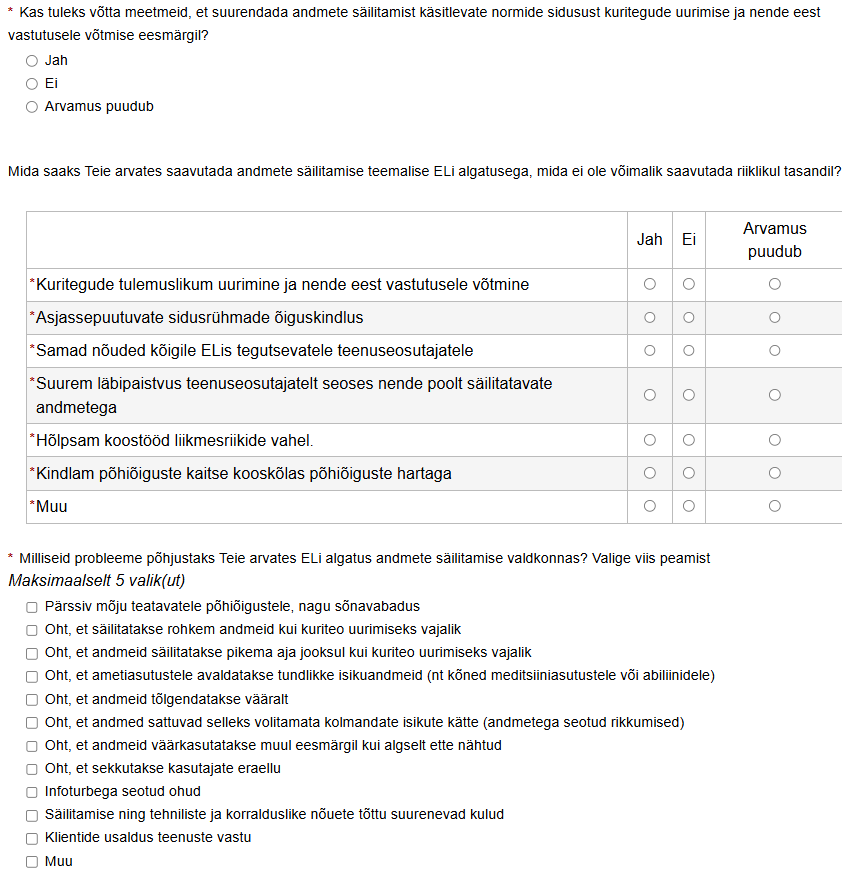 * Kas tuleks võtta meetmeid, et suurendada andmete säilitamist käsitlevate normide sidusust kuritegude uurimise ja nende eest
vastutusele võtmise eesmärgil?
Jah
Ei
Arvamus puudub
Mida saaks Teie arvates saavutada andmete säilitamise teemalise ELi algatusega, mida ei ole võimalik saavutada riiklikul tasandil?
Jah Ei Arvamus
puudub
*Kuritegude tulemuslikum uurimine ja nende eest vastutusele võtmine
*Asjassepuutuvate sidusrühmade õiguskindlus
*Samad nõuded kõigile ELis tegutsevatele teenuseosutajatele
*Suurem läbipaistvus teenuseosutajatelt seoses nende poolt säilitatavate
andmetega
*Hõlpsam koostööd liikmesriikide vahel.
*Kindlam põhiõiguste kaitse kooskõlas põhiõiguste hartaga
*Muu
* Milliseid probleeme põhjustaks Teie arvates ELi algatus andmete säilitamise valdkonnas? Valige viis peamist
Maksimaalselt 5 valik(ut)
Pärssiv mõju teatavatele põhiõigustele, nagu sõnavabadus
Oht, et säilitatakse rohkem andmeid kui kuriteo uurimiseks vajalik
Oht, et andmeid säilitatakse pikema aja jooksul kui kuriteo uurimiseks vajalik
Oht, et ametiasutustele avaldatakse tundlikke isikuandmeid (nt kõned meditsiiniasutustele või abiliinidele)
Oht, et andmeid tõlgendatakse vääralt
Oht, et andmed sattuvad selleks volitamata kolmandate isikute kätte (andmetega seotud rikkumised)
Oht, et andmeid väärkasutatakse muul eesmärgil kui algselt ette nähtud
Oht, et sekkutakse kasutajate eraellu
Infoturbega seotud ohud
Säilitamise ning tehniliste ja korralduslike nõuete tõttu suurenevad kulud
Klientide usaldus teenuste vastu
Muu